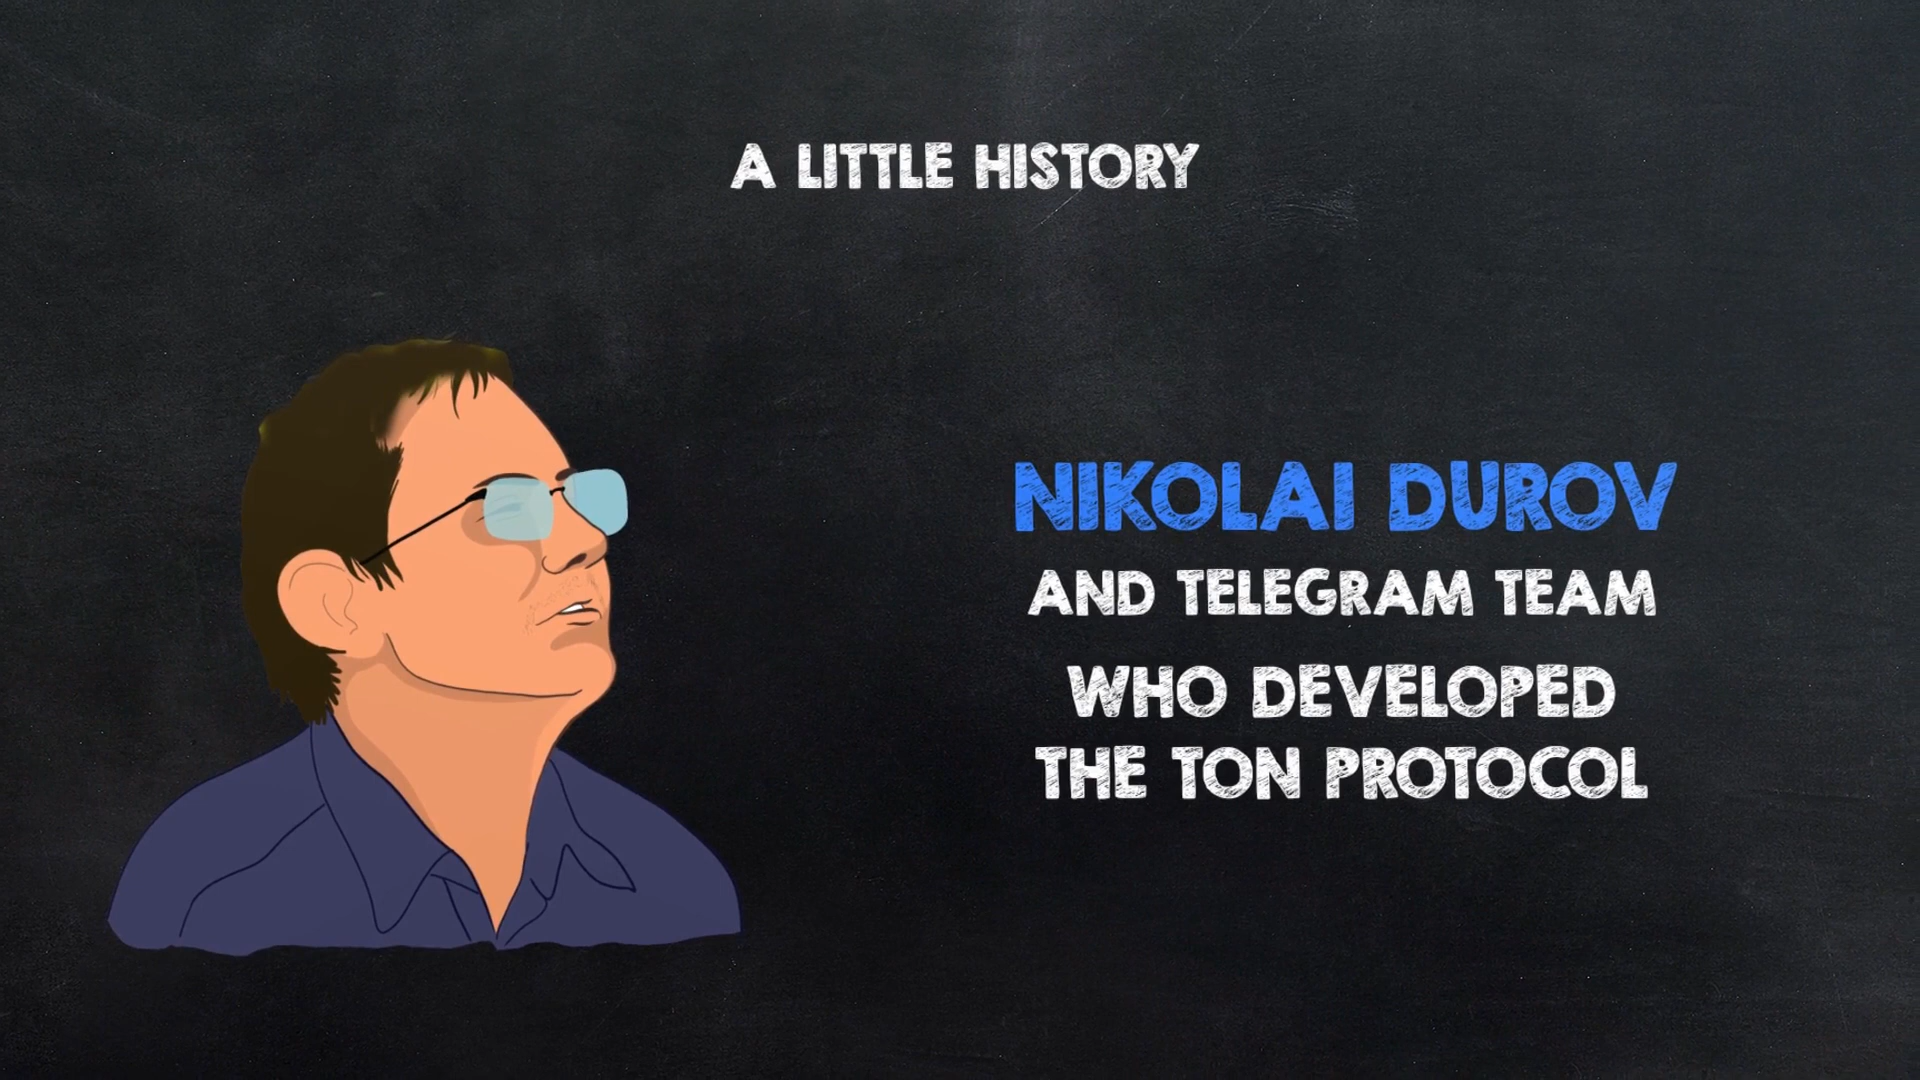 A LITTLE HISTORY
NIKOLAI DUROV
AND TELEGRAM TEAM
WHO DEVELOPED
THE TON PROTOCOL